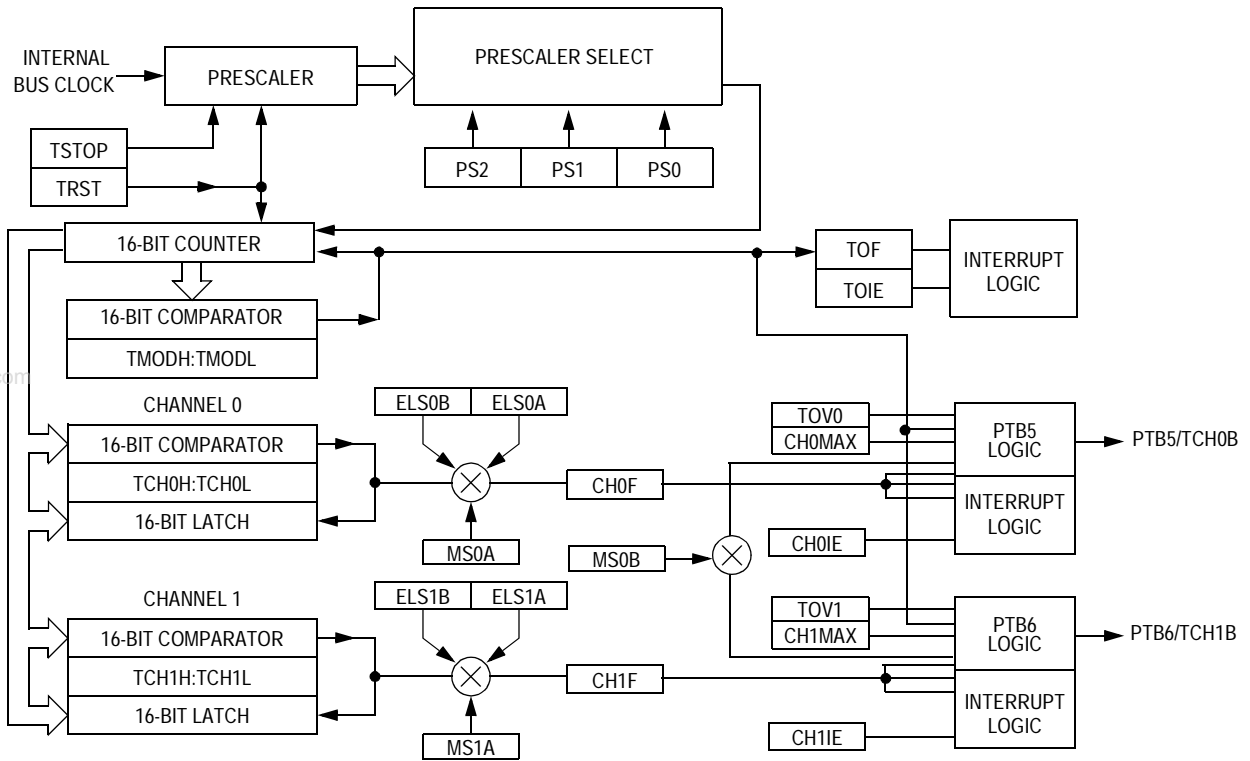 INTERNAL
BUS CLOCK
PRESCALER
PRESCALER SELECT
TSTOP
TRST
PS2
PS1
PS0
16-BIT COUNTER
TOF
TOIE
INTERRUPT
LOGIC
16-BIT COMPARATOR
TMODH:TMODL
com
CHANNEL 0
ELS0B
ELS0A
16-BIT COMPARATOR
TCH0H:TCH0L
16-BIT LATCH
CH0F
MS0A
TOV0
CH0MAX
PTB5
LOGIC
PTB5/TCH0B
INTERRUPT
LOGIC
CH0IE
MS0B
CHANNEL 1
ELS1B
ELS1A
16-BIT COMPARATOR
TCH1H:TCH1L
16-BIT LATCH
CH1F
MS1A
TOV1
CH1MAX
PTB6
LOGIC
PTB6/TCH1B
INTERRUPT
LOGIC
CH1IE